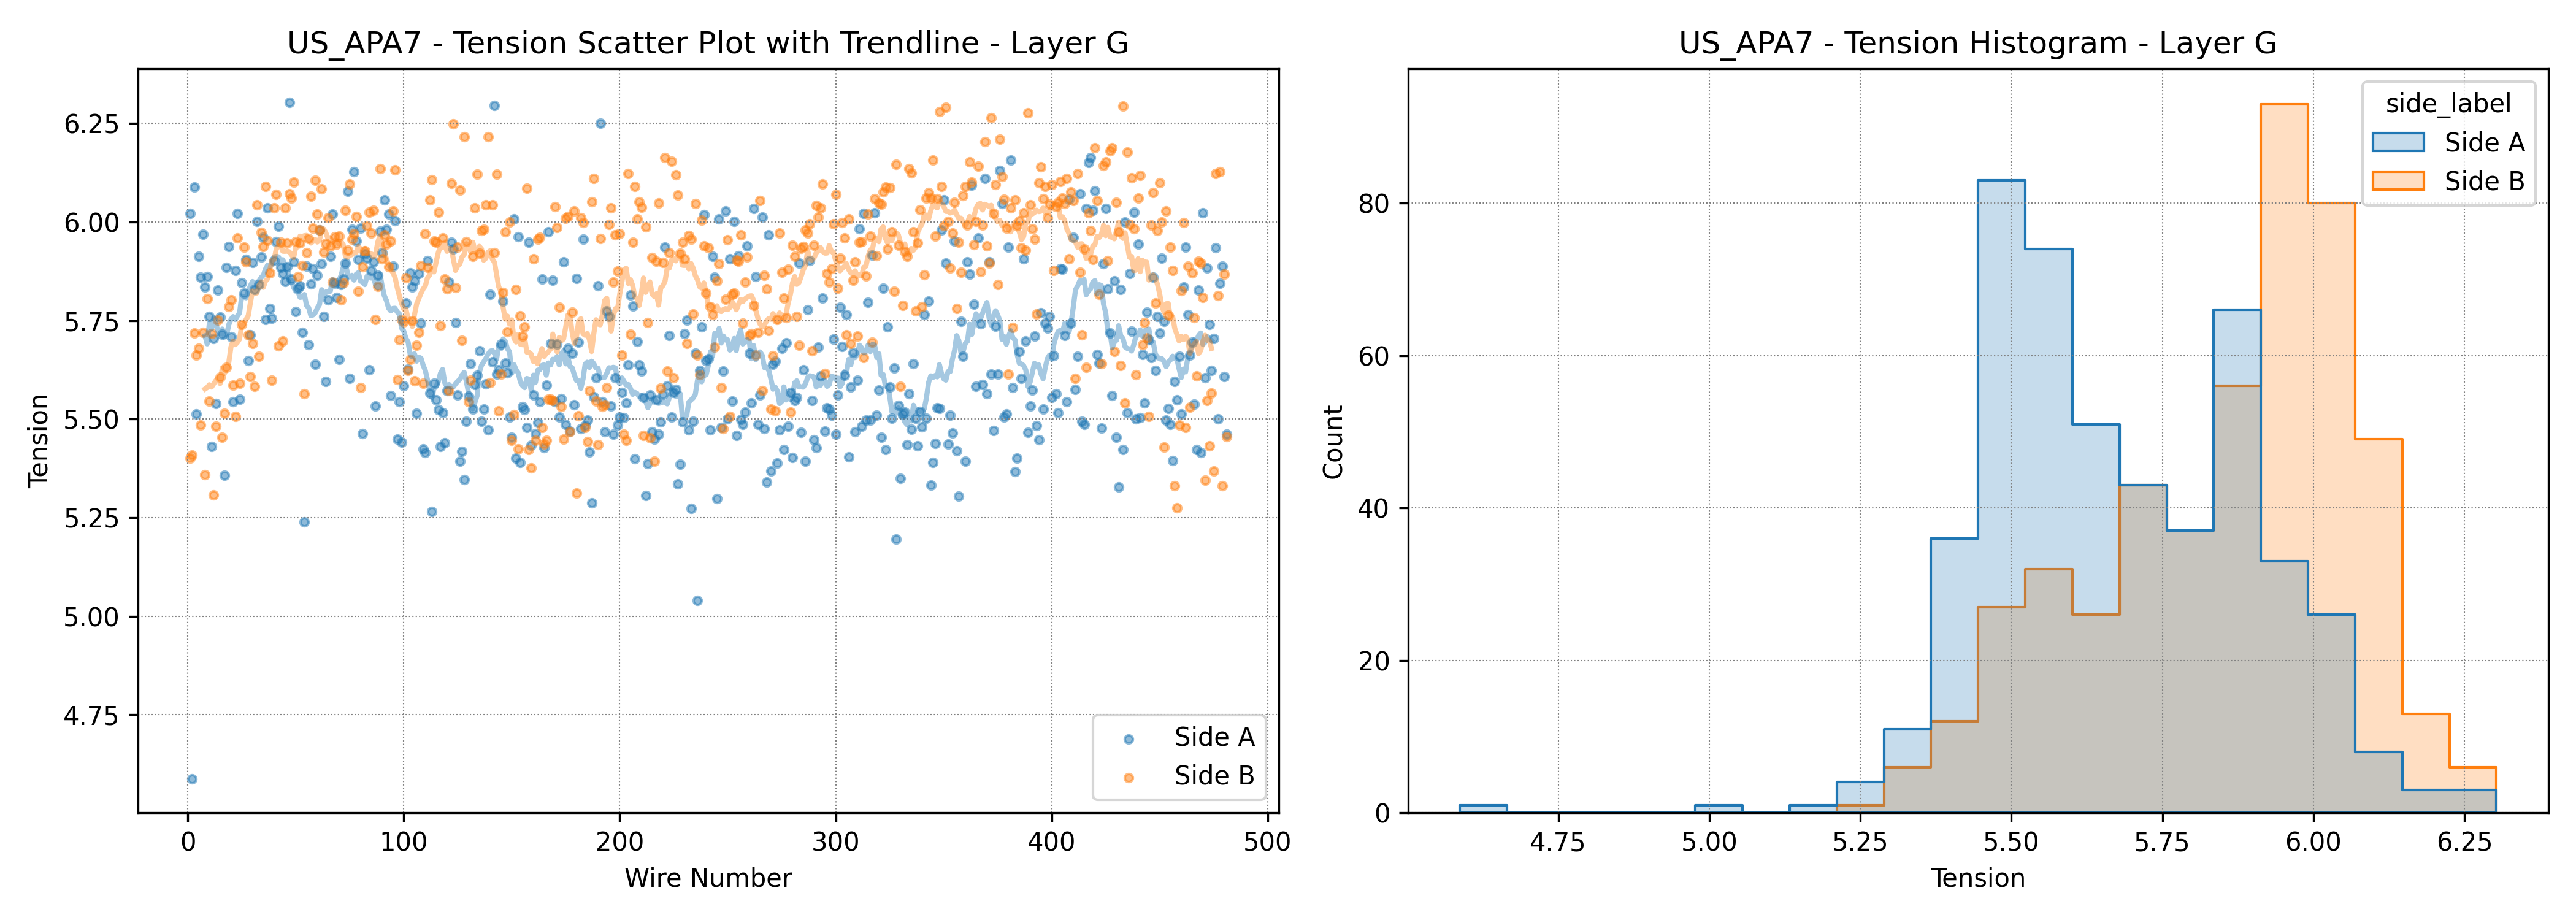 US_APA7 - Tension Scatter Plot with Trendline - Layer G
6.25
6.00
5.75
5.50
5.25
5.00
4.75
Tension
0
100
200
300
400
500
Wire Number
Side A
Side B
US_APA7 - Tension Histogram - Layer G
80
60
40
20
0
Count
4.75
5.00
5.25
5.50
5.75
6.00
6.25
Tension
side_label
Side A
Side B